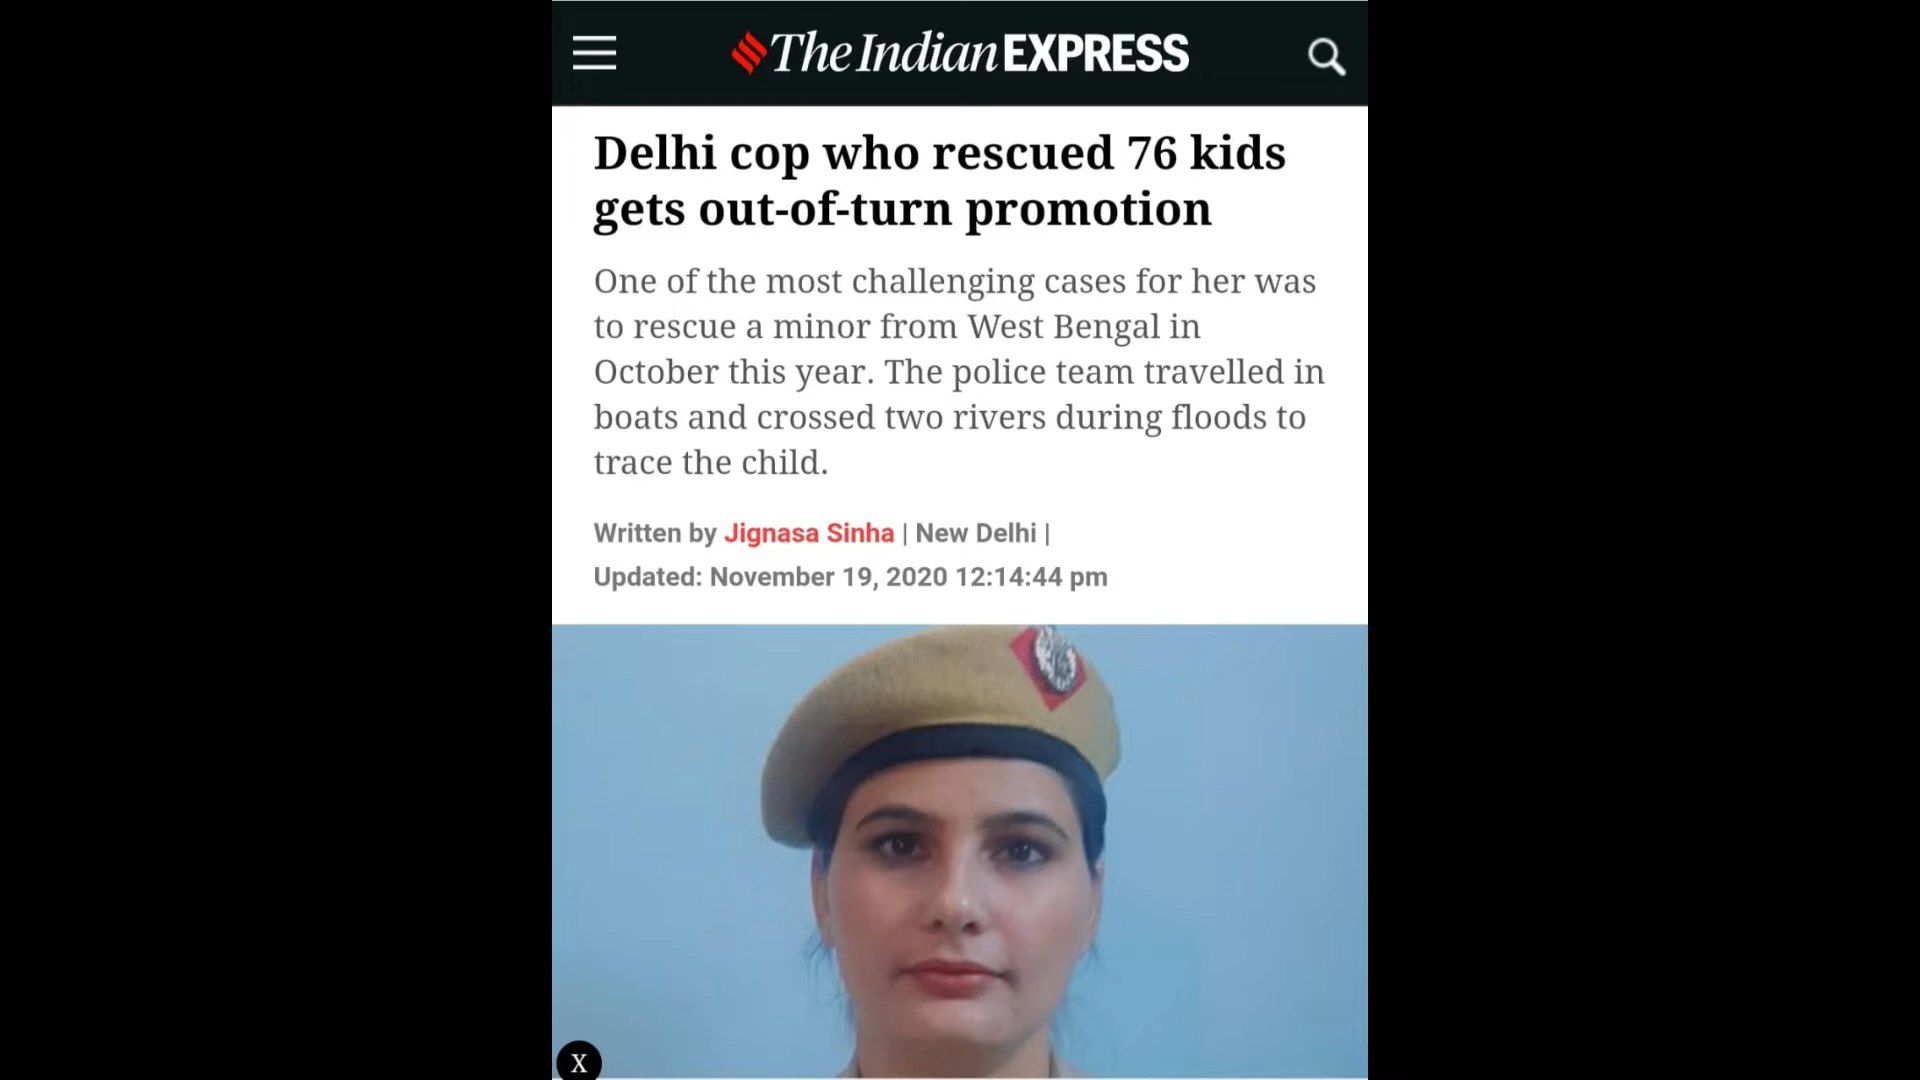 The Indian EXPRESS
Delhi cop who rescued 76 kids
gets out-of-turn promotion
One of the most challenging cases for her was
to rescue a minor from West Bengal in
October this year. The police team travelled in
boats and crossed two rivers during floods to
trace the child.
Written by Jignasa Sinha | New Delhi |
Updated: November 19, 2020 12:14:44 pm
X